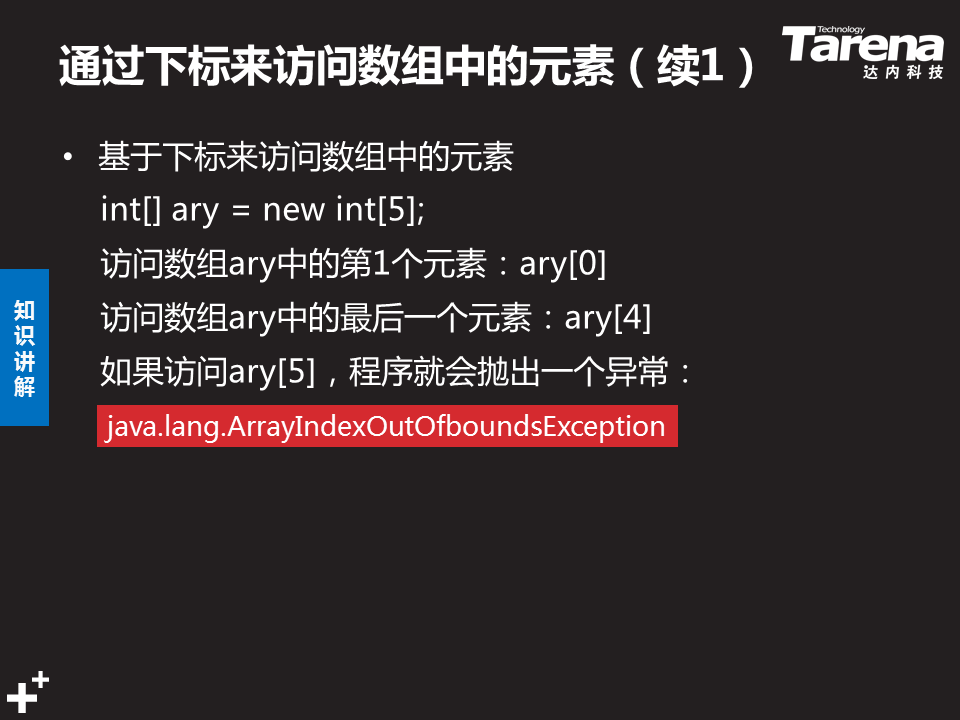 通过下标来访问数组中的元素（续1）
Technology
Tarena
达内科技
• 基于下标来访问数组中的元素
int[] ary = new int[5];
访问数组ary中的第1个元素：ary[0]
访问数组ary中的最后一个元素：ary[4]
如果访问ary[5]，程序就会抛出一个异常：
java.lang.ArrayIndexOutOfboundsException
知识讲解